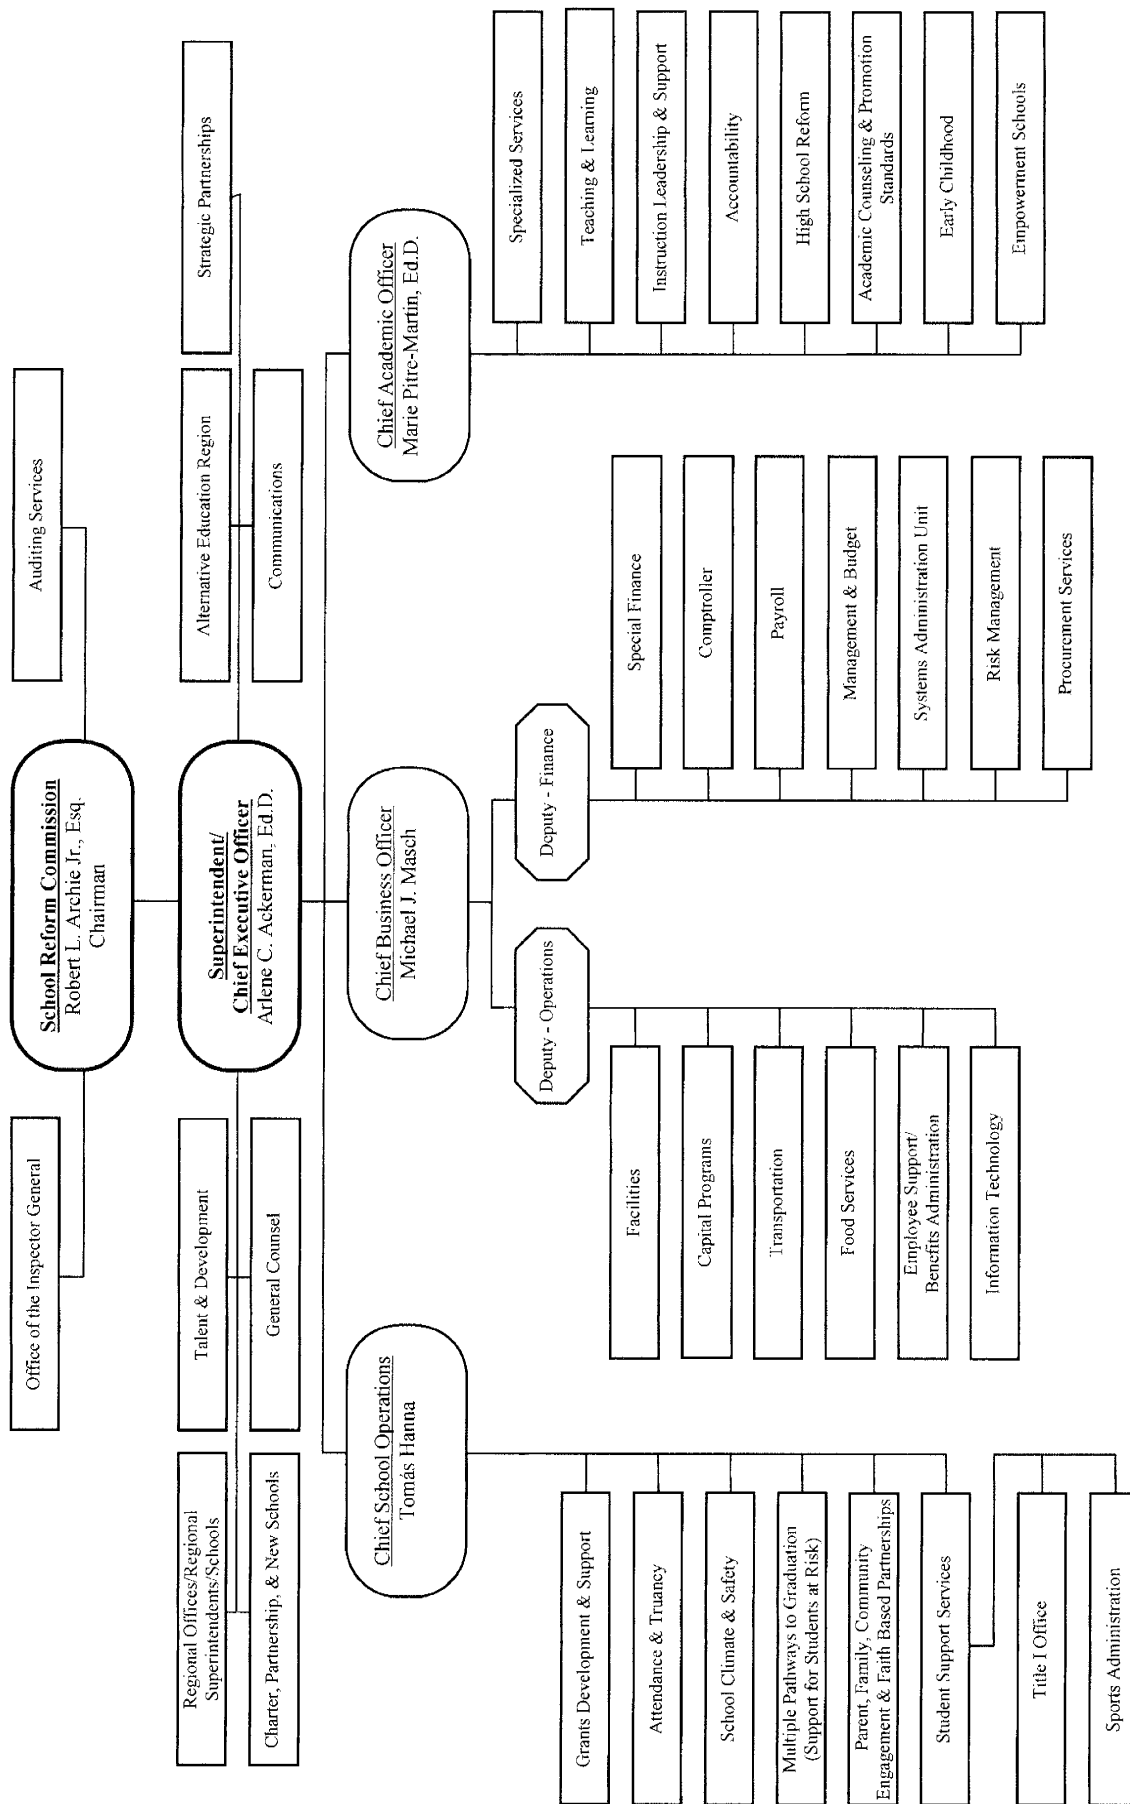 Office of the Inspector General
School Reform Commission
Robert L. Archie Jr., Esq.
Chairman
Auditing Services
Regional Offices/Regional
Superintendents/Schools
Talent & Development
Superintendent/
Chief Executive Officer
Arlene C. Ackerman, Ed.D.
Alternative Education Region
Strategic Partnerships
Charter, Partnership, & New Schools
General Counsel
Communications
Chief School Operations
Tomás Hanna
Chief Business Officer
Michael J. Masch
Chief Academic Officer
Marie Pitre-Martin, Ed.D.
Grants Development & Support
Attendance & Truancy
School Climate & Safety
Multiple Pathways to Graduation
(Support for Students at Risk)
Parent, Family, Community
Engagement & Faith Based Partnerships
Student Support Services
Title I Office
Sports Administration
Deputy - Operations
Facilities
Capital Programs
Transportation
Food Services
Employee Support/
Benefits Administration
Information Technology
Deputy - Finance
Special Finance
Comptroller
Payroll
Management & Budget
Systems Administration Unit
Risk Management
Procurement Services
Specialized Services
Teaching & Learning
Instruction Leadership & Support
Accountability
High School Reform
Academic Counseling & Promotion
Standards
Early Childhood
Empowerment Schools